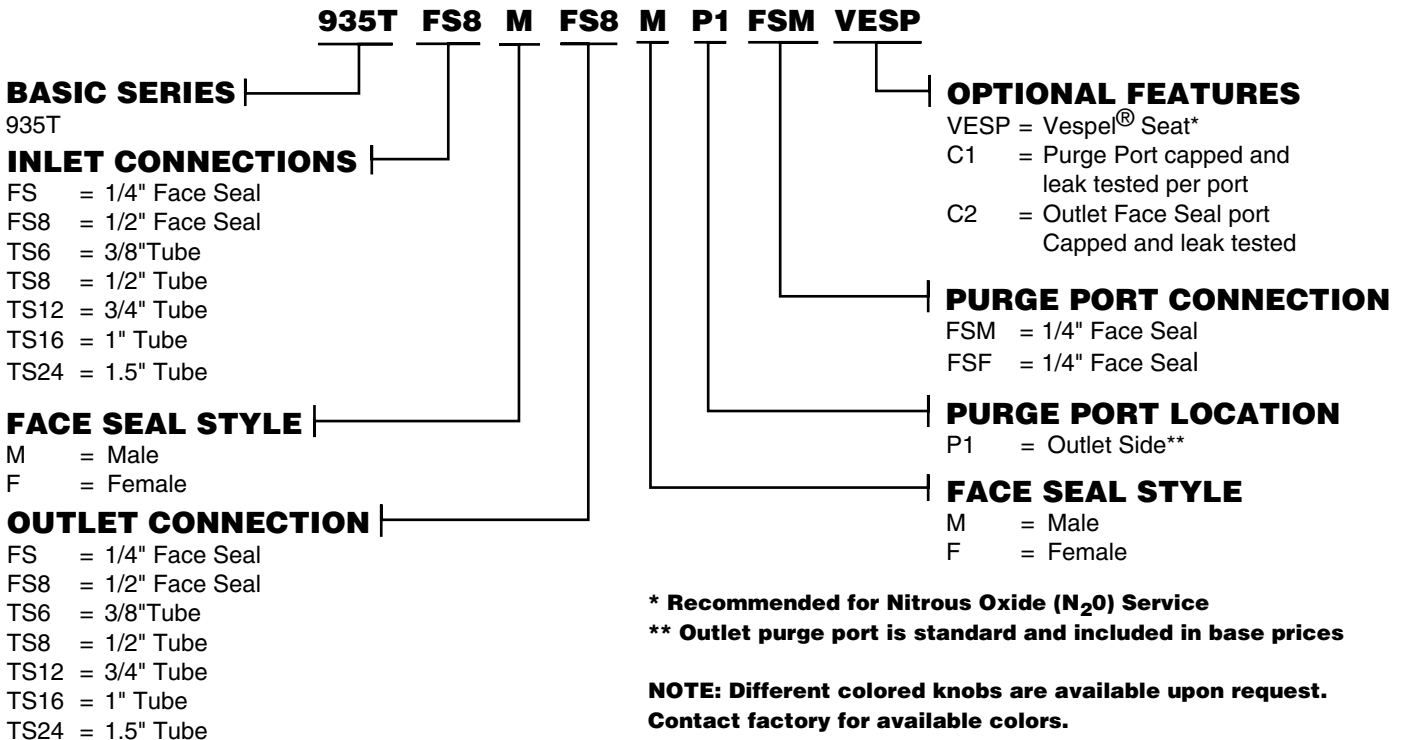 935T FS8 M FS8 M P1 FSM VESP
BASIC SERIES
935T
INLET CONNECTIONS
FS = 1/4" Face Seal
FS8 = 1/2" Face Seal
TS6 = 3/8"Tube
TS8 = 1/2" Tube
TS12 = 3/4" Tube
TS16 = 1" Tube
TS24 = 1.5" Tube
FACE SEAL STYLE
M = Male
F = Female
OUTLET CONNECTION
FS = 1/4" Face Seal
FS8 = 1/2" Face Seal
TS6 = 3/8"Tube
TS8 = 1/2" Tube
TS12 = 3/4" Tube
TS16 = 1" Tube
TS24 = 1.5" Tube
OPTIONAL FEATURES
VESP = Vespel® Seat*
C1 = Purge Port capped and
leak tested per port
C2 = Outlet Face Seal port
Capped and leak tested
PURGE PORT CONNECTION
FSM = 1/4" Face Seal
FSF = 1/4" Face Seal
PURGE PORT LOCATION
P1 = Outlet Side**
FACE SEAL STYLE
M = Male
F = Female
* Recommended for Nitrous Oxide (N₂0) Service
** Outlet purge port is standard and included in base prices
NOTE: Different colored knobs are available upon request.
Contact factory for available colors.